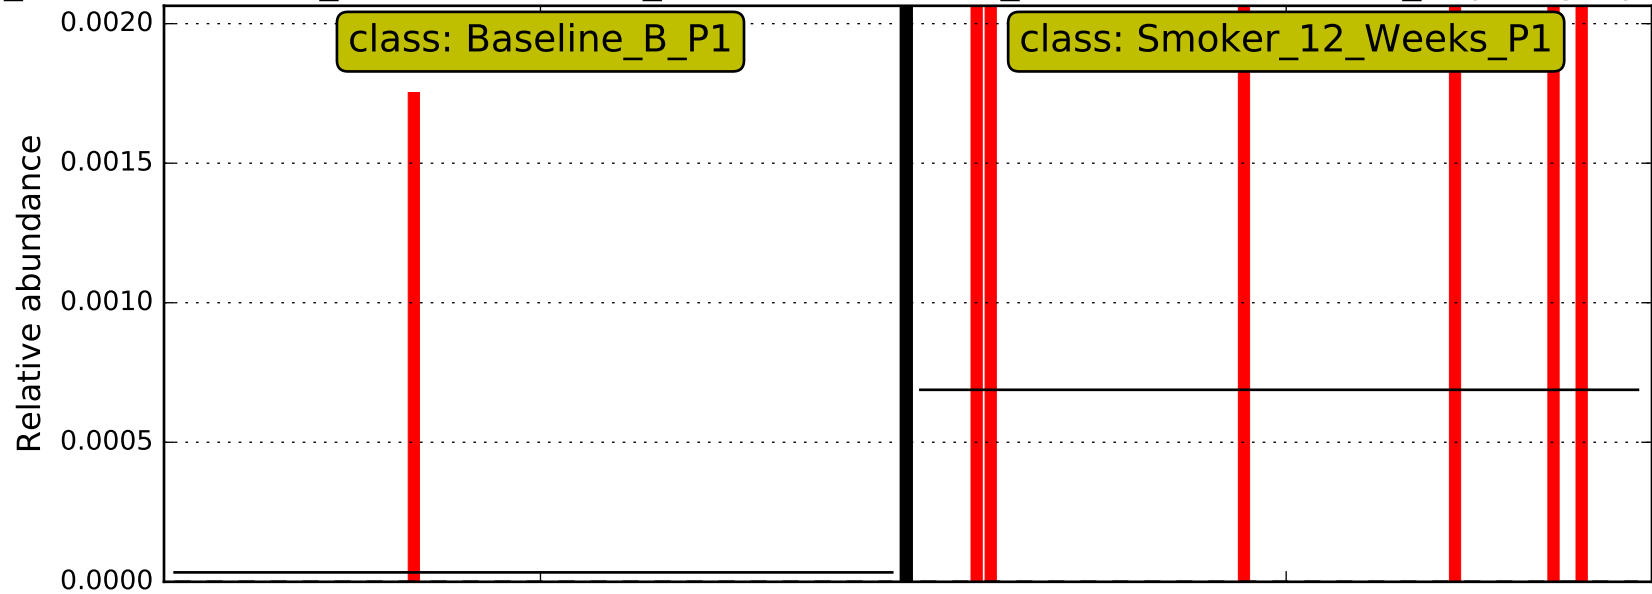 0.0020
class: Baseline_B_P1
class: Smoker_12_Weeks_P1
0.0015
0.0010
0.0005
0.0000
Relative abundance